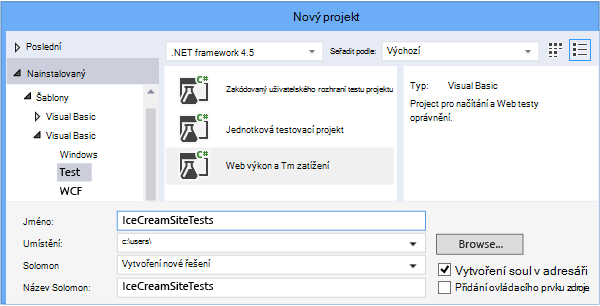 Nový projekt
Poslední
.NET framework 4.5
Seřadit podle:
Výchozí
Nainstalovaný
Šablony
Visual Basic
Visual Basic
Windows
Test
WCF
C#
Zakódovaný uživatelského rozhraní testu projektu
C#
Jednotková testovací projekt
C#
Web výkon a Tm zatížení
Typ: Visual Basic
Project pro načítání a Web testy
oprávnění.
Jméno:
IceCreamSiteTests
Umístění:
c:\users\
Browse...
Solomon
Vytvoření nové řešení
Vytvoření soul v adresáři
Název Solomon:
IceCreamSiteTests
Přidání ovládacího prvku zdroje